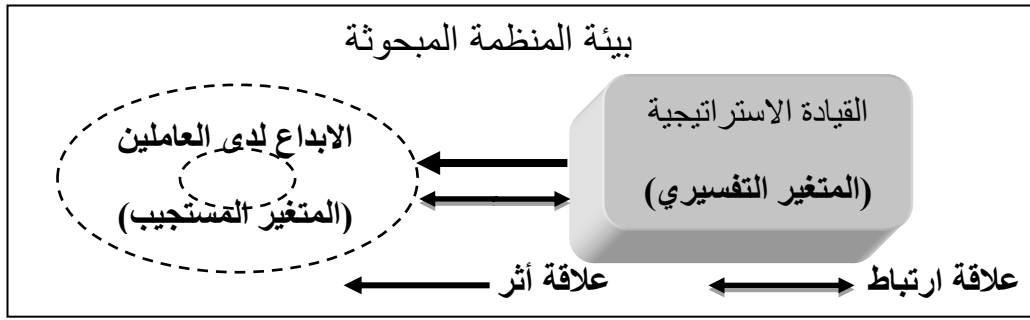 بيئة المنظمة المبحوثة
القيادة الاستراتيجية
(المتغير التفسيري)
الابداع لدى العاملين
(المتغير المستجيب)
علاقة ارتباط
علاقة أثر